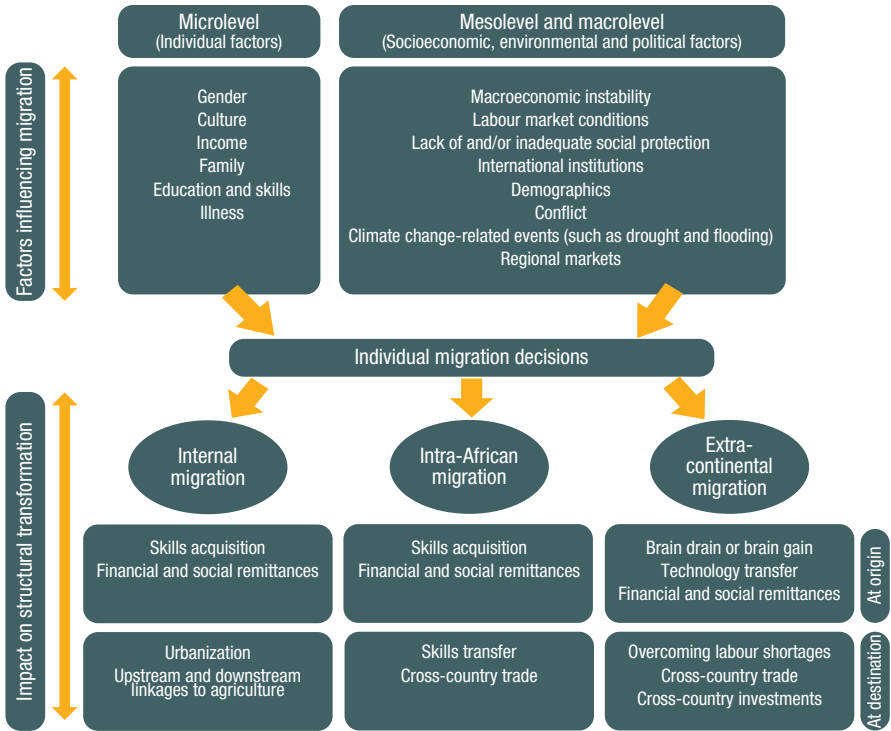 Microlevel
(Individual factors)
Mesolevel and macrolevel
(Socioeconomic, environmental and political factors)
Factors influencing migration
Gender
Culture
Income
Family
Education and skills
Illness
Macroeconomic instability
Labour market conditions
Lack of and/or inadequate social protection
International institutions
Demographics
Conflict
Climate change-related events (such as drought and flooding)
Regional markets
Individual migration decisions
Impact on structural transformation
Internal
migration
Intra-African
migration
Extra-
continental
migration
Skills acquisition
Financial and social remittances
Skills acquisition
Financial and social remittances
Brain drain or brain gain
Technology transfer
Financial and social remittances
At origin
Urbanization
Upstream and downstream
linkages to agriculture
Skills transfer
Cross-country trade
Overcoming labour shortages
Cross-country trade
Cross-country investments
At destination